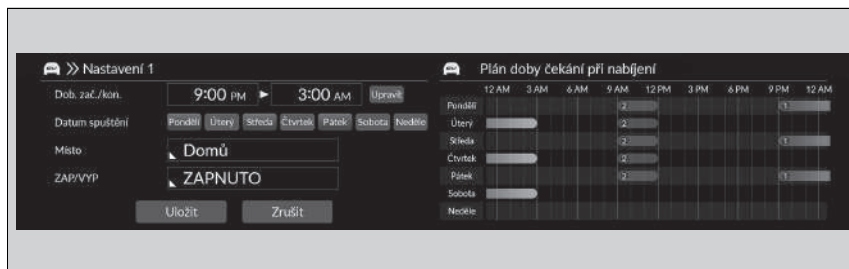 Nastavení 1
Dob. zač./kon. 9:00 PM ► 3:00 AM Upravit
Datum spuštění Pondělí Úterý Středa Čtvrtek Pátek Sobota Neděle
Místo Domů
ZAP/VYP ZAPNUTO
Uložit Zrušit
Plán doby čekání při nabíjení
12 AM 3 AM 6 AM 9 AM 12 PM 3 PM 6 PM 9 PM 12 AM
Pondělí 2 1
Úterý 2
Středa 2 1
Čtvrtek 2
Pátek 2 1
Sobota
Neděle